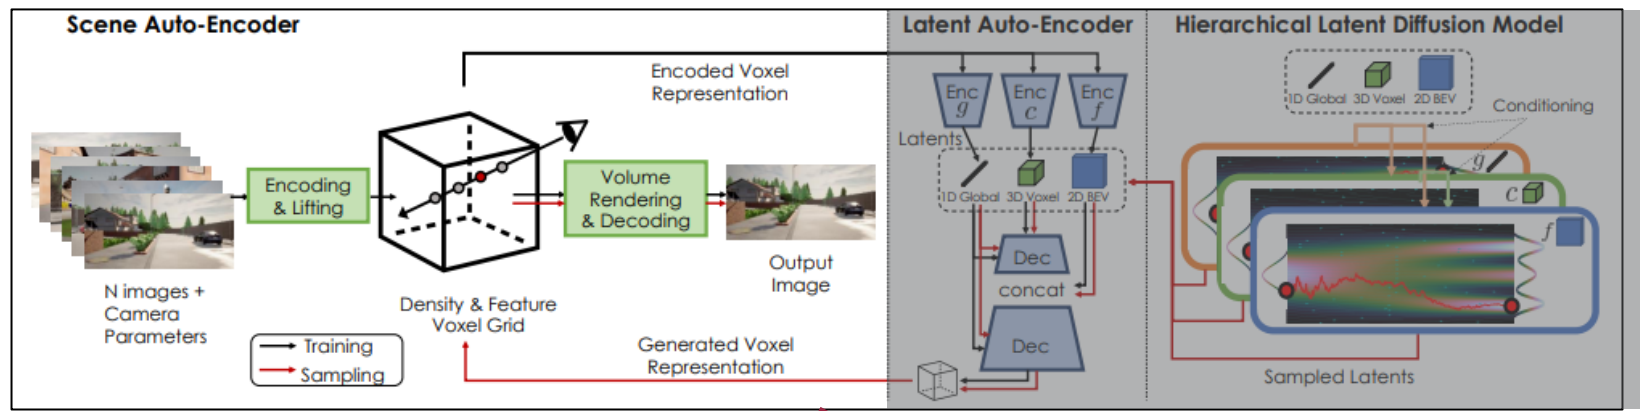 Scene Auto-Encoder
Latent Auto-Encoder
Hierarchical Latent Diffusion Model
Encoded Voxel
Representation
Encoding
& Lifting
Volume
Rendering
& Decoding
N images +
Camera
Parameters
Density & Feature
Voxel Grid
Output
Image
Training
Sampling
Generated Voxel
Representation
Enc
g
Enc
c
Enc
f
Latents
1D Global
3D Voxel
2D BEV
Dec
concat
Dec
1D Global
3D Voxel
2D BEV
Conditioning
g
c
f
Sampled Latents